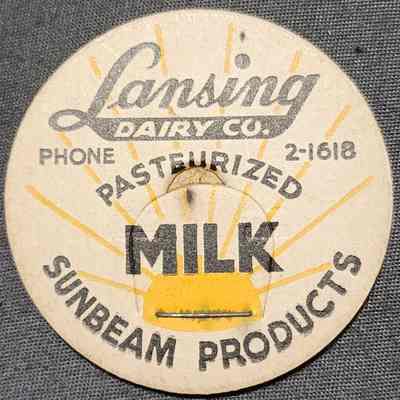 Lansing
DAIRY CO.
PHONE 2-1618
PASTEURIZED
MILK
SUNBEAM PRODUCTS